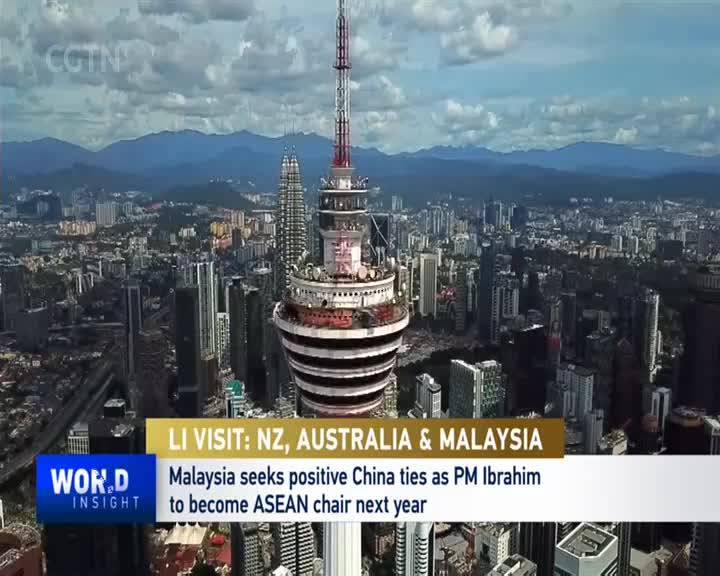 CGTN
LI VISIT: NZ, AUSTRALIA & MALAYSIA
WORLD
INSIGHT
Malaysia seeks positive China ties as PM Ibrahim
to become ASEAN chair next year